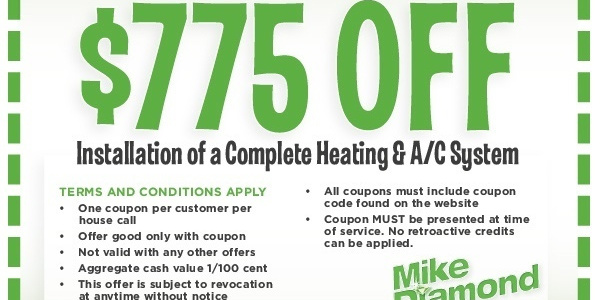 $775 OFF
Installation of a Complete Heating & A/C System
TERMS AND CONDITIONS APPLY
• One coupon per customer per
house call
• Offer good only with coupon
• Not valid with any other offers
• Aggregate cash value 1/100 cent
• This offer is subject to revocation
at anytime without notice
• All coupons must include coupon
code found on the website
• Coupon MUST be presented at time
of service. No retroactive credits
can be applied.
Mike
Diamond